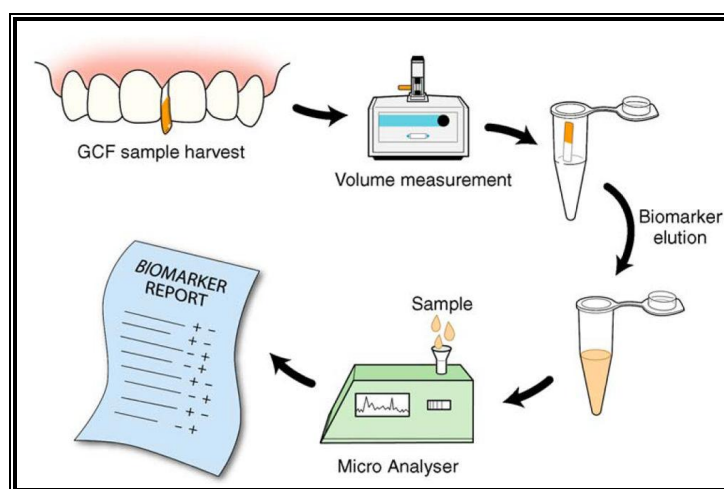 GCF sample harvest
Volume measurement
Biomarker
elution
Sample
Micro Analyser
BIOMARKER
REPORT
+ -
+ -
- +
- +
+ -
+ -
+ -
- +